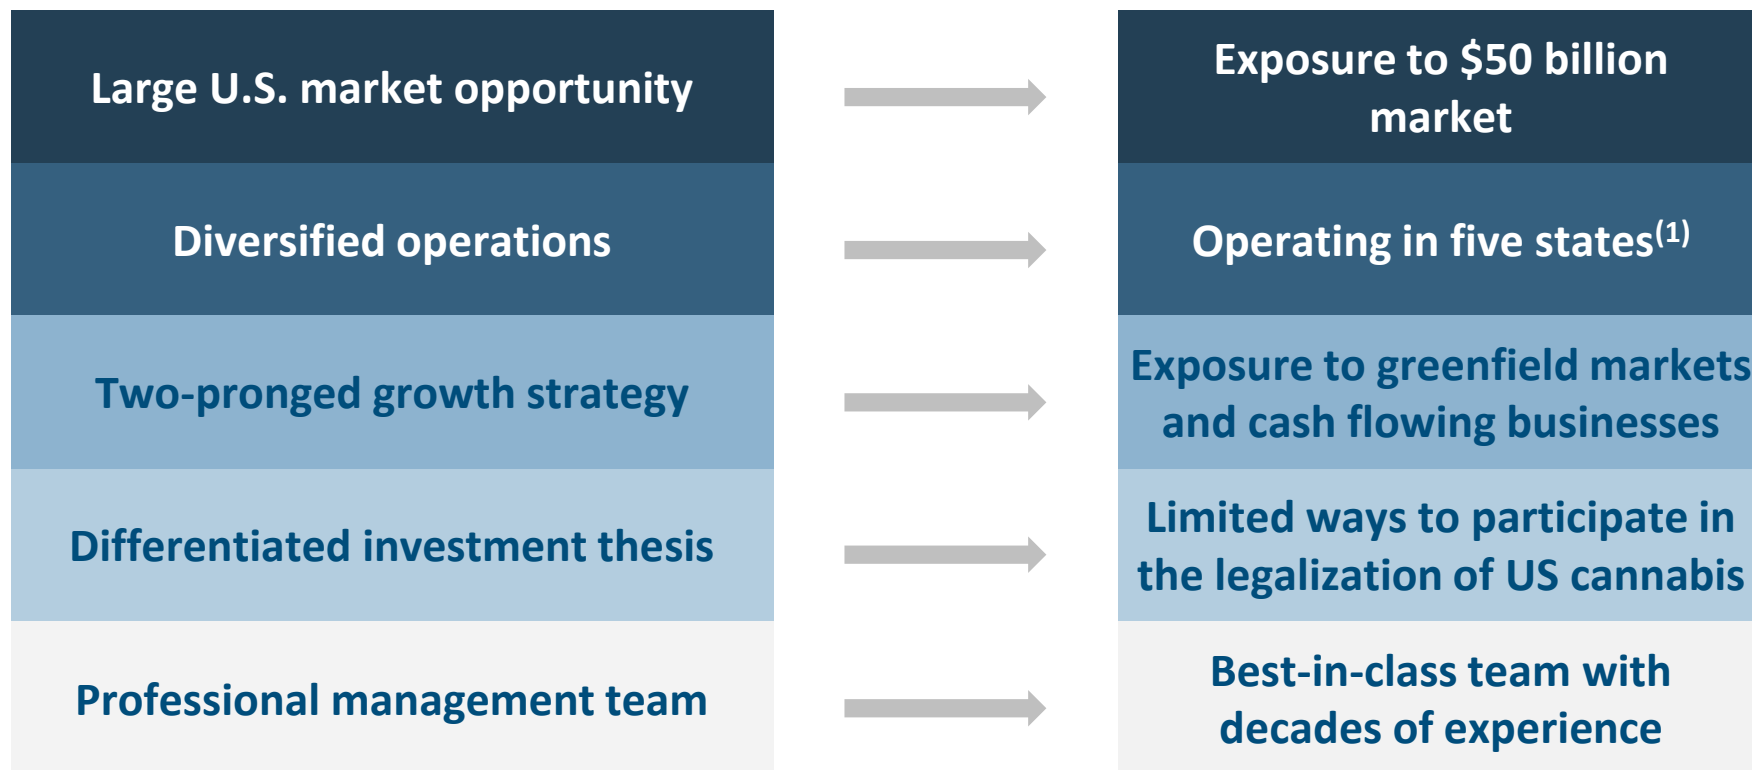 Large U.S. market opportunity
Exposure to $50 billion
market
Diversified operations
Operating in five states(1)
Two-pronged growth strategy
Exposure to greenfield markets
and cash flowing businesses
Differentiated investment thesis
Limited ways to participate in
the legalization of US cannabis
Professional management team
Best-in-class team with
decades of experience